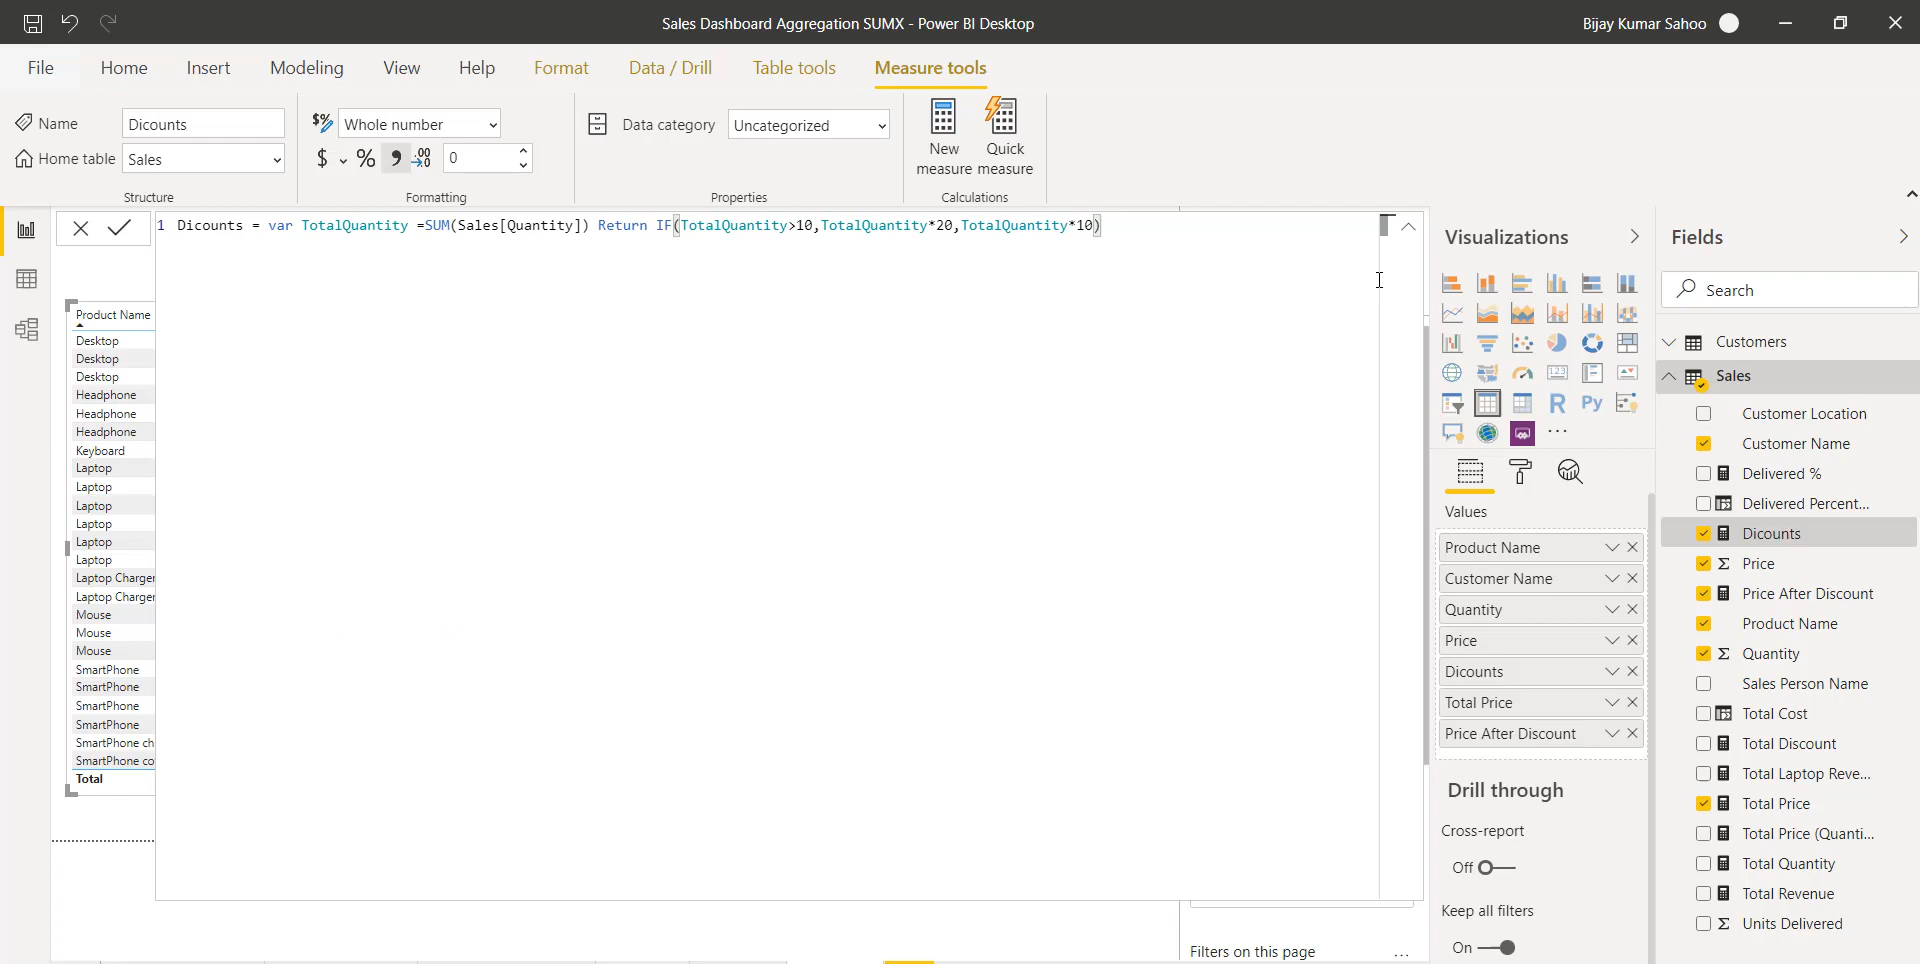 Sales Dashboard Aggregation SUMX - Power BI Desktop
Bijay Kumar Sahoo
File Home Insert Modeling View Help Format Data / Drill Table tools Measure tools
Name Dicounts
Home table Sales
Structure
$% Whole number
$ % 9 .00 0
Formatting
Data category Uncategorized
Properties
New measure
Quick measure
Calculations
1 Dicounts = var TotalQuantity =SUM(Sales[Quantity]) Return IF(TotalQuantity>10,TotalQuantity*20,TotalQuantity*10)
Product Name
Desktop
Desktop
Desktop
Headphone
Headphone
Headphone
Keyboard
Laptop
Laptop
Laptop
Laptop
Laptop
Laptop
Laptop Charger
Laptop Charger
Mouse
Mouse
Mouse
SmartPhone
SmartPhone
SmartPhone
SmartPhone
SmartPhone ch
SmartPhone co
Total
Filters on this page ...
Visualizations
123
R Py
...
Values
Product Name
Customer Name
Quantity
Price
Dicounts
Total Price
Price After Discount
Drill through
Cross-report
Off
Keep all filters
On
Fields
Search
Customers
Sales
Customer Location
Customer Name
Delivered %
Delivered Percent...
Dicounts
Σ Price
Price After Discount
Product Name
Σ Quantity
Sales Person Name
Total Cost
Total Discount
Total Laptop Reve...
Total Price
Total Price (Quanti...
Total Quantity
Total Revenue
Σ Units Delivered